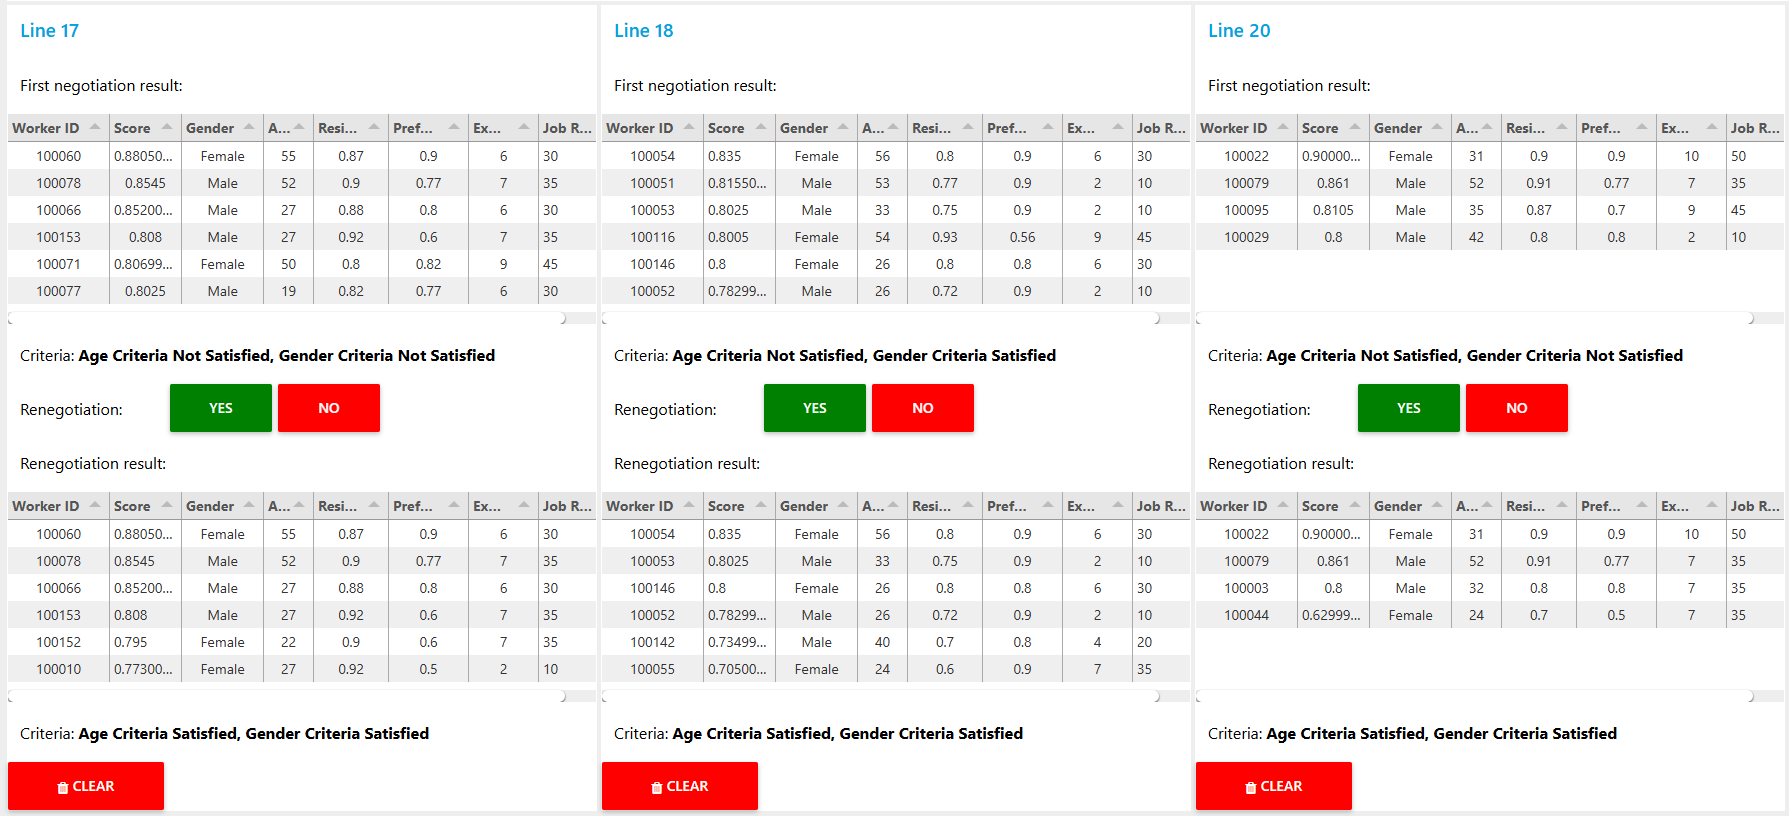 Line 17
First negotiation result:
Worker ID Score Gender A... Resi... Pref... Ex... Job R...
100060 0.88050... Female 55 0.87 0.9 6 30
100078 0.8545 Male 52 0.9 0.77 7 35
100066 0.85200... Male 27 0.88 0.8 6 30
100153 0.808 Male 27 0.92 0.6 7 35
100071 0.80699... Female 50 0.8 0.82 9 45
100077 0.8025 Male 19 0.82 0.77 6 30
Criteria: Age Criteria Not Satisfied, Gender Criteria Not Satisfied
Renegotiation: YES NO
Renegotiation result:
Worker ID Score Gender A... Resi... Pref... Ex... Job R...
100060 0.88050... Female 55 0.87 0.9 6 30
100078 0.8545 Male 52 0.9 0.77 7 35
100066 0.85200... Male 27 0.88 0.8 6 30
100153 0.808 Male 27 0.92 0.6 7 35
100152 0.795 Female 22 0.9 0.6 7 35
100010 0.77300... Female 27 0.92 0.5 2 10
Criteria: Age Criteria Satisfied, Gender Criteria Satisfied
CLEAR
Line 18
First negotiation result:
Worker ID Score Gender A... Resi... Pref... Ex... Job R...
100054 0.835 Female 56 0.8 0.9 6 30
100051 0.81550... Male 53 0.77 0.9 2 10
100053 0.8025 Male 33 0.75 0.9 2 10
100116 0.8005 Female 54 0.93 0.56 9 45
100146 0.8 Female 26 0.8 0.8 6 30
100052 0.78299... Male 26 0.72 0.9 2 10
Criteria: Age Criteria Not Satisfied, Gender Criteria Satisfied
Renegotiation: YES NO
Renegotiation result:
Worker ID Score Gender A... Resi... Pref... Ex... Job R...
100054 0.835 Female 56 0.8 0.9 6 30
100053 0.8025 Male 33 0.75 0.9 2 10
100146 0.8 Female 26 0.8 0.8 6 30
100052 0.78299... Male 26 0.72 0.9 2 10
100142 0.73499... Male 40 0.7 0.8 4 20
100055 0.70500... Female 24 0.6 0.9 7 35
Criteria: Age Criteria Satisfied, Gender Criteria Satisfied
CLEAR
Line 20
First negotiation result:
Worker ID Score Gender A... Resi... Pref... Ex... Job R...
100022 0.90000... Female 31 0.9 0.9 10 50
100079 0.861 Male 52 0.91 0.77 7 35
100095 0.8105 Male 35 0.87 0.7 9 45
100029 0.8 Male 42 0.8 0.8 2 10
Criteria: Age Criteria Not Satisfied, Gender Criteria Not Satisfied
Renegotiation: YES NO
Renegotiation result:
Worker ID Score Gender A... Resi... Pref... Ex... Job R...
100022 0.90000... Female 31 0.9 0.9 10 50
100079 0.861 Male 52 0.91 0.77 7 35
100003 0.8 Male 32 0.8 0.8 7 35
100044 0.62999... Female 24 0.7 0.5 7 35
Criteria: Age Criteria Satisfied, Gender Criteria Satisfied
CLEAR